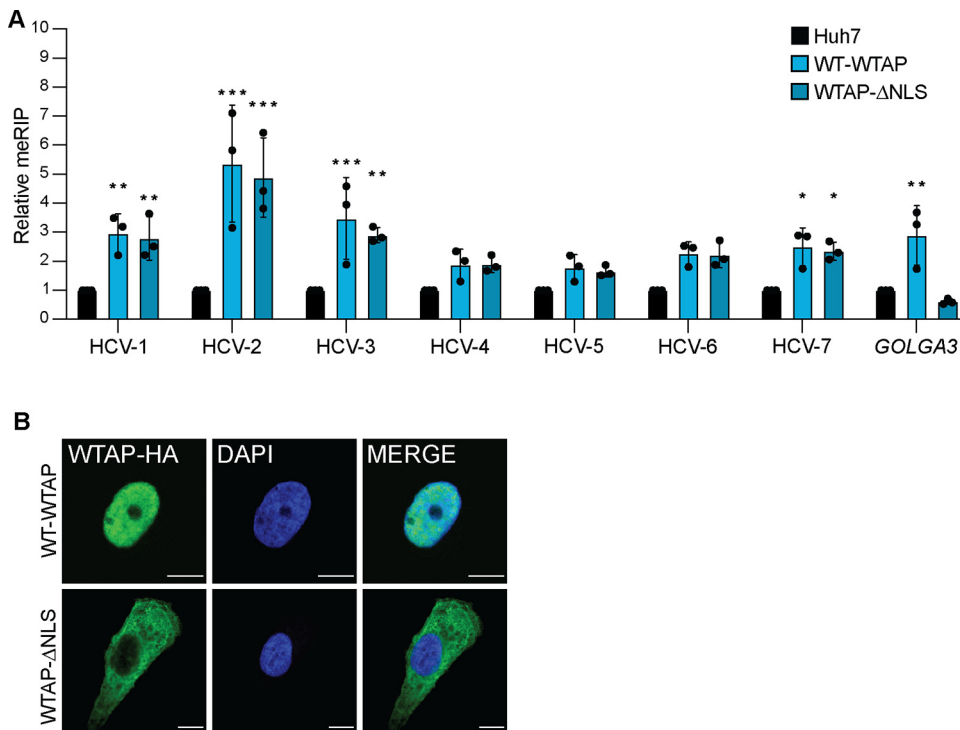 A
Relative meRIP
10
9
8
7
6
5
4
3
2
1
0
Huh7
WT-WTAP
WTAP-ΔNLS
** **
*** ***
*** **
* *
**
HCV-1 HCV-2 HCV-3 HCV-4 HCV-5 HCV-6 HCV-7 GOLGA3
B
WTAP-HA DAPI MERGE
WT-WTAP
WTAP-ΔNLS